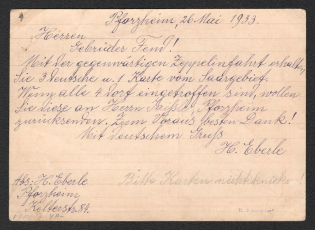 Pforzheim, 26 Mai 1933.
Herren
Gebrüder Fend!
Mit der gegenwärtigen Zeppelinfahrt erhalten
Sie 3 deutsche u. 1 Karte vom Saargebiet.
Wenn alle 4 dort eingetroffen sind, wollen
Sie diese an Herrn Pforzheim
zurücksenden. Zum Voraus besten Dank!
Mit deutschem Gruß
H. Eberle
Abs: H. Eberle
Pforzheim
84.
Bitte Karten nicht knicken!